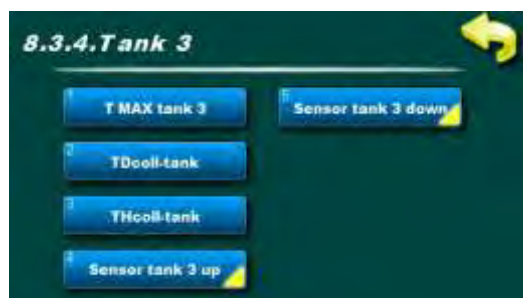 8.3.4.Tank 3
1
T MAX tank 3
2
TDcoll-tank
3
THcoll-tank
4
Sensor tank 3 up
5
Sensor tank 3 down